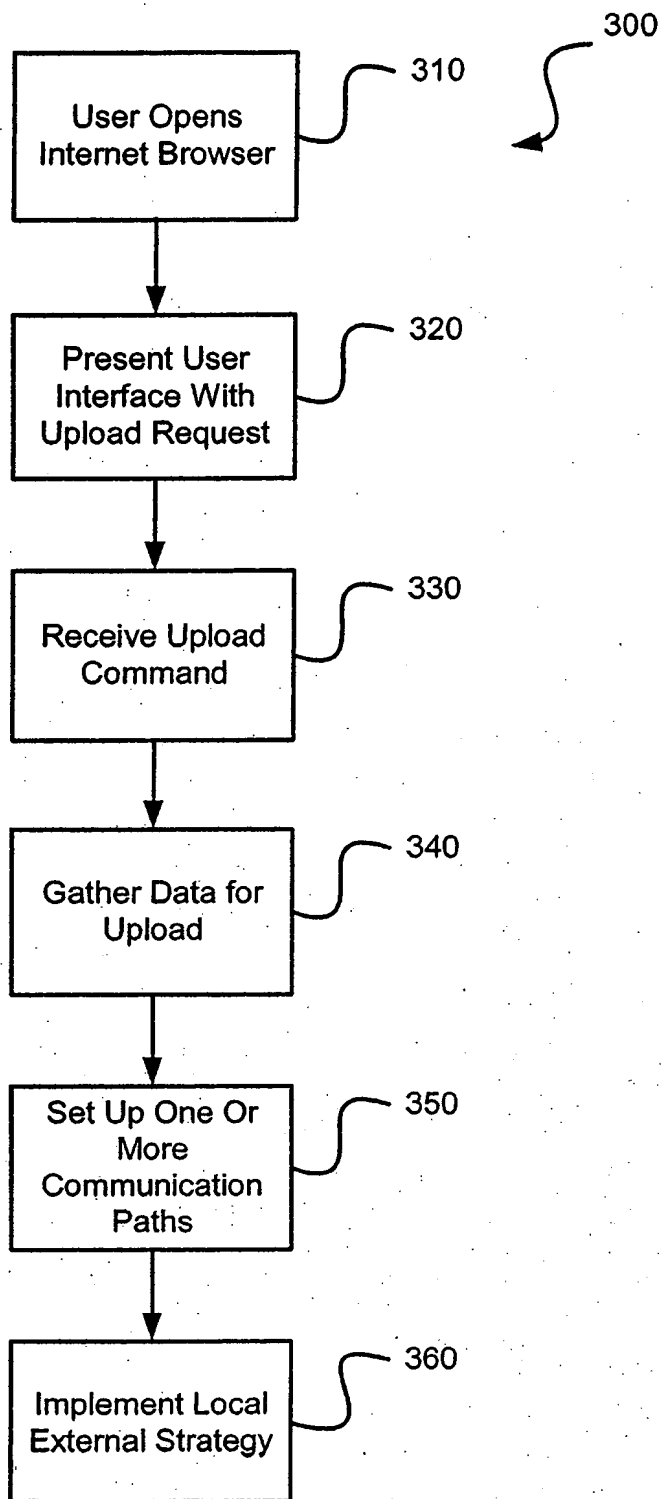 300
310
User Opens
Internet Browser
320
Present User
Interface With
Upload Request
330
Receive Upload
Command
340
Gather Data for
Upload
350
Set Up One Or
More
Communication
Paths
360
Implement Local
External Strategy